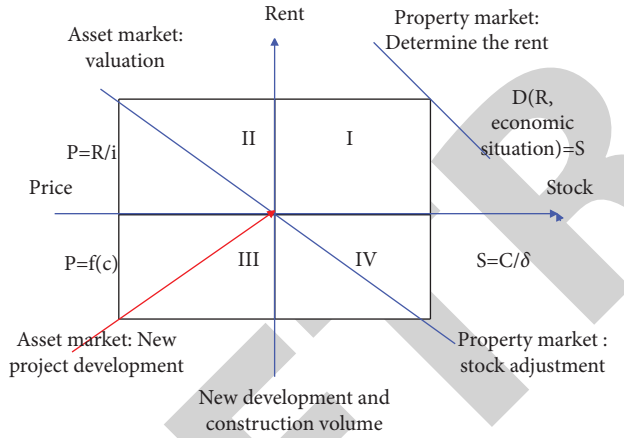 Rent
Asset market:
valuation
Property market:
Determine the rent
D(R,
economic
situation)=S
II
I
P=R/i
Price
Stock
P=f(c)
III
IV
S=C/δ
Asset market: New
project development
Property market :
stock adjustment
New development and
construction volume